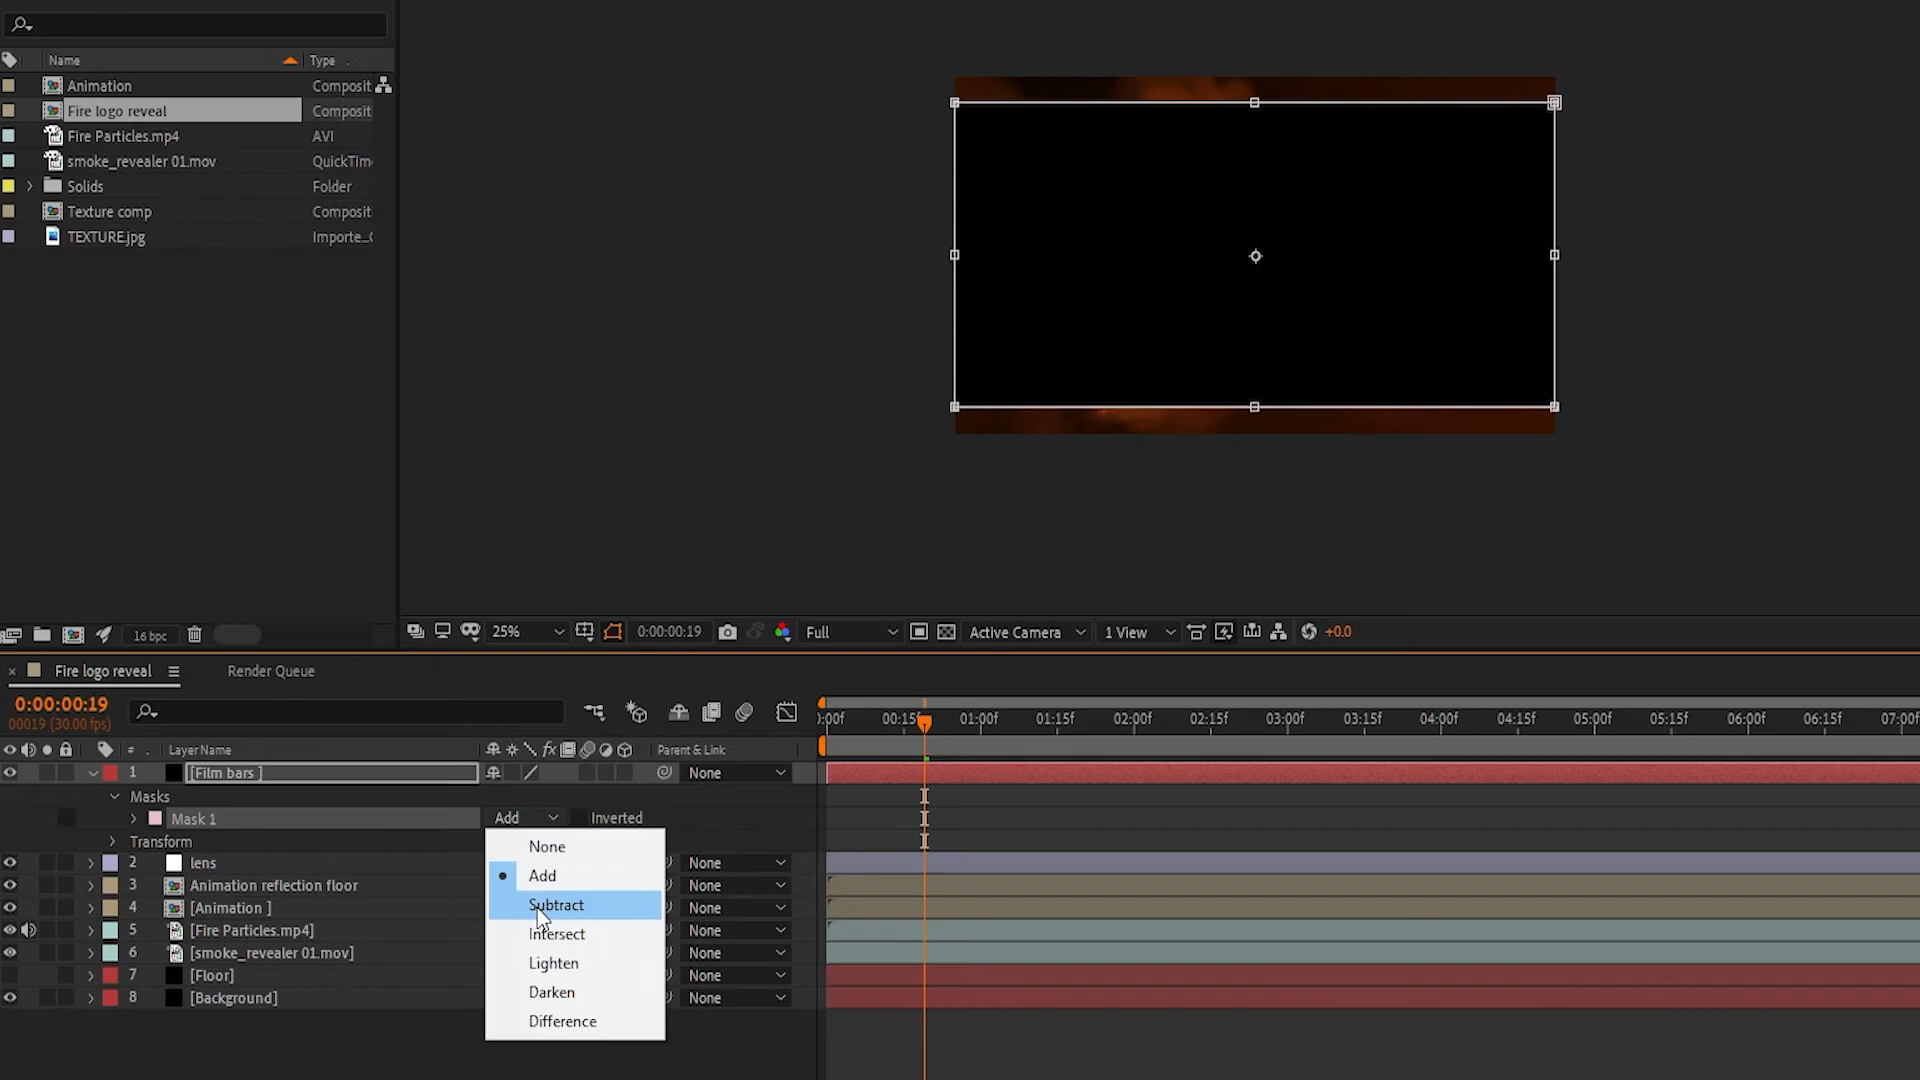 Name Type
Animation Composit
Fire logo reveal Composit
Fire Particles.mp4 AVI
smoke_revealer 01.mov QuickTim
Solids Folder
Texture comp Composit
TEXTURE.jpg Importe...
16 bpc
25% 0:00:00:19 Full Active Camera 1 View +0.0
Fire logo reveal Render Queue
0:00:00:19
00019 (30.00 fps)
:00f 00:15f 01:00f 01:15f 02:00f 02:15f 03:00f 03:15f 04:00f 04:15f 05:00f 05:15f 06:00f 06:15f 07:00f
# Layer Name fx Parent & Link
1 [Film bars ] None
Masks
Mask 1 Add Inverted
Transform
None
Add
Subtract
Intersect
Lighten
Darken
Difference
2 lens None
3 Animation reflection floor None
4 [Animation ] None
5 [Fire Particles.mp4] None
6 [smoke_revealer 01.mov] None
7 [Floor] None
8 [Background] None